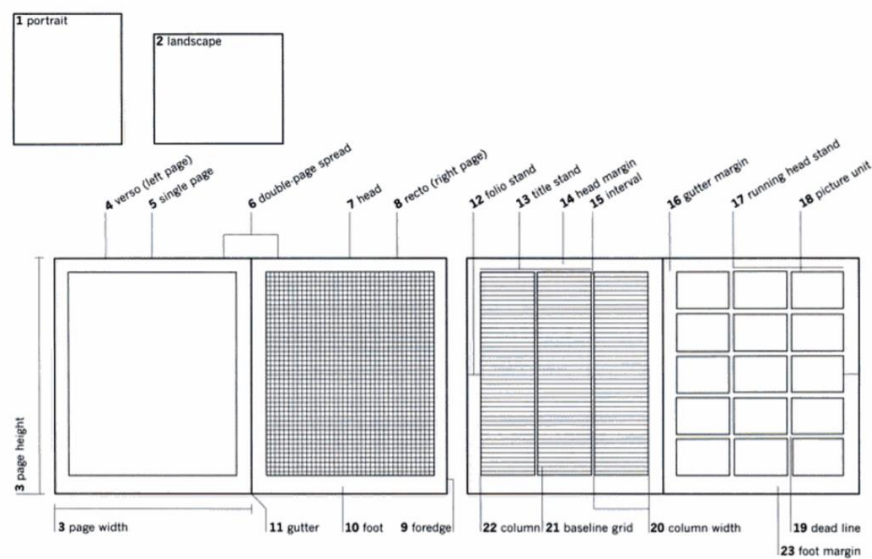 1 portrait
2 landscape
4 verso (left page)
5 single page
6 double-page spread
7 head
8 recto (right page)
12 folio stand
13 title stand
14 head margin
15 interval
16 gutter margin
17 running head stand
18 picture unit
3 page height
3 page width
11 gutter
10 foot
9 foredge
22 column
21 baseline grid
20 column width
19 dead line
23 foot margin